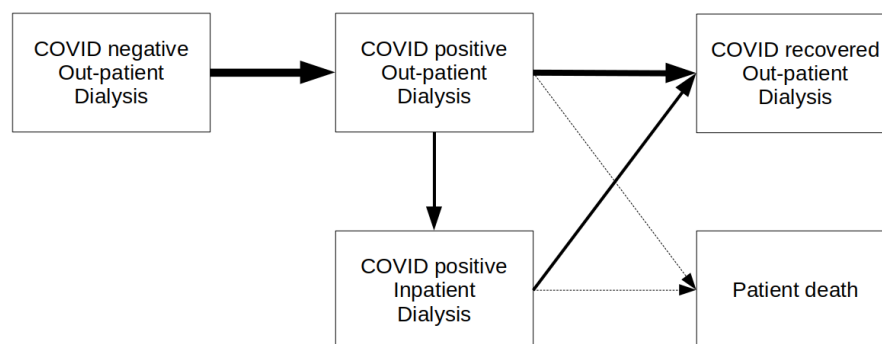 COVID negative
Out-patient
Dialysis
COVID positive
Out-patient
Dialysis
COVID recovered
Out-patient
Dialysis
COVID positive
Inpatient
Dialysis
Patient death